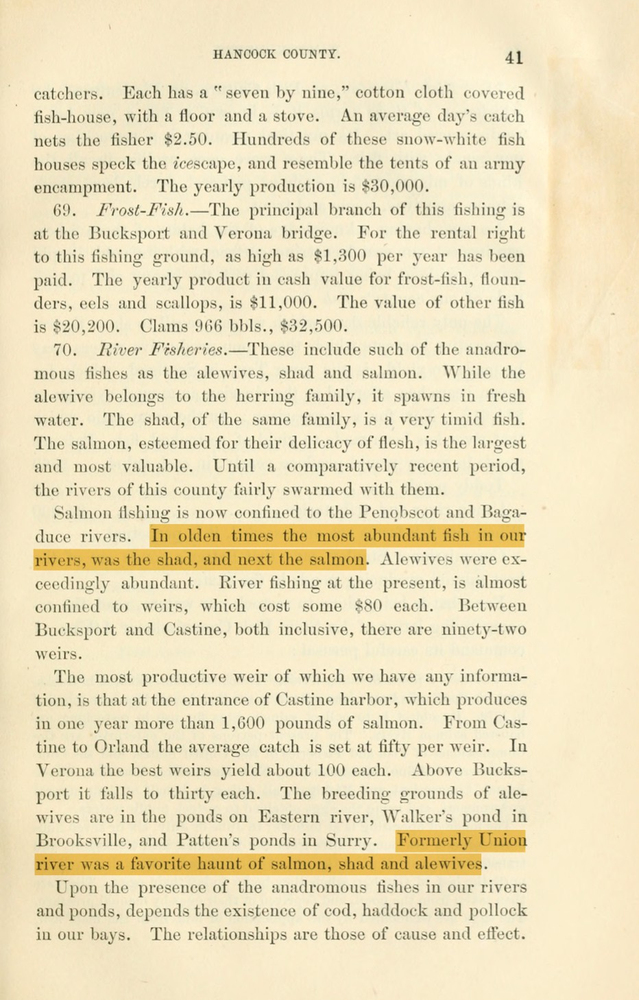 HANCOCK COUNTY. 41
catchers. Each has a "seven by nine," cotton cloth covered
fish-house, with a floor and a stove. An average day's catch
nets the fisher $2.50. Hundreds of these snow-white fish
houses speck the icescape, and resemble the tents of an army
encampment. The yearly production is $30,000.
69. Frost-Fish.—The principal branch of this fishing is
at the Bucksport and Verona bridge. For the rental right
to this fishing ground, as high as $1,300 per year has been
paid. The yearly product in cash value for frost-fish, floun-
ders, eels and scallops, is $11,000. The value of other fish
is $20,200. Clams 966 bbls., $32,500.
70. River Fisheries.—These include such of the anadro-
mous fishes as the alewives, shad and salmon. While the
alewive belongs to the herring family, it spawns in fresh
water. The shad, of the same family, is a very timid fish.
The salmon, esteemed for their delicacy of flesh, is the largest
and most valuable. Until a comparatively recent period,
the rivers of this county fairly swarmed with them.
Salmon fishing is now confined to the Penobscot and Baga-
duce rivers. In olden times the most abundant fish in our
rivers, was the shad, and next the salmon. Alewives were ex-
ceedingly abundant. River fishing at the present, is almost
confined to weirs, which cost some $80 each. Between
Bucksport and Castine, both inclusive, there are ninety-two
weirs.
The most productive weir of which we have any informa-
tion, is that at the entrance of Castine harbor, which produces
in one year more than 1,600 pounds of salmon. From Cas-
tine to Orland the average catch is set at fifty per weir. In
Verona the best weirs yield about 100 each. Above Bucks-
port it falls to thirty each. The breeding grounds of ale-
wives are in the ponds on Eastern river, Walker's pond in
Brooksville, and Patten's ponds in Surry. Formerly Union
river was a favorite haunt of salmon, shad and alewives.
Upon the presence of the anadromous fishes in our rivers
and ponds, depends the existence of cod, haddock and pollock
in our bays. The relationships are those of cause and effect.